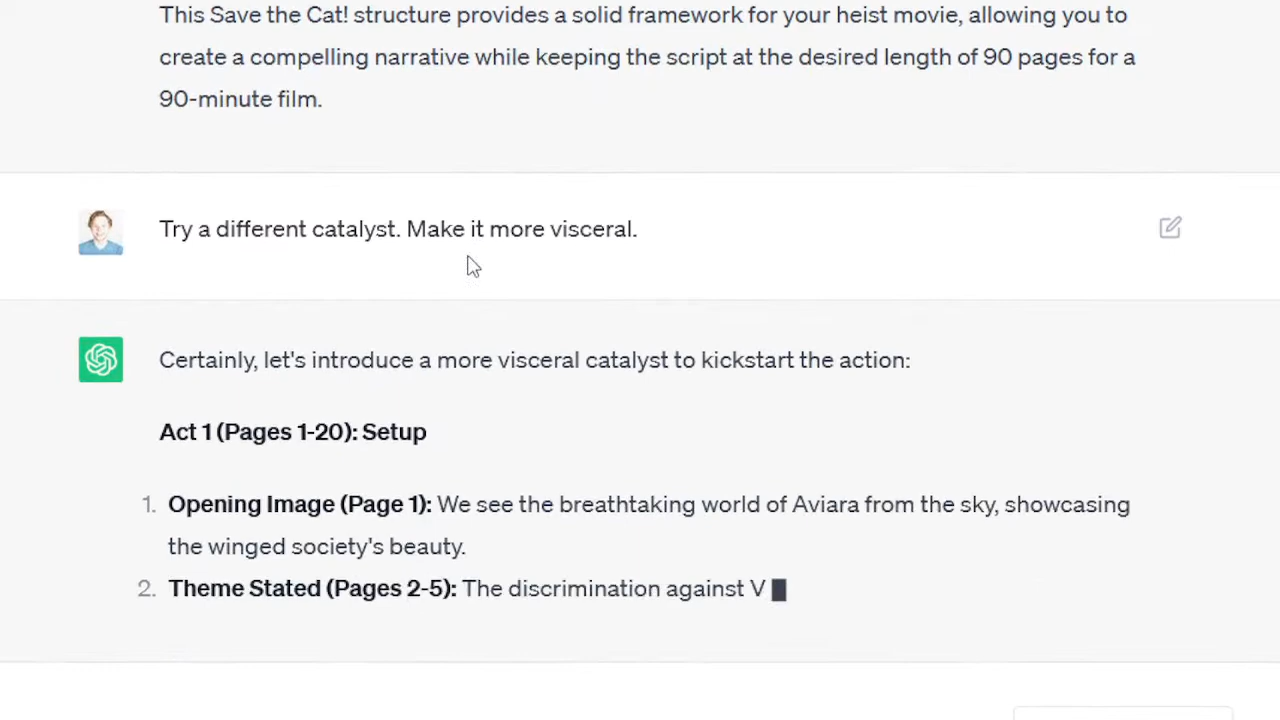 This Save the Cat! structure provides a solid framework for your heist movie, allowing you to
create a compelling narrative while keeping the script at the desired length of 90 pages for a
90-minute film.
Try a different catalyst. Make it more visceral.
Certainly, let's introduce a more visceral catalyst to kickstart the action:
Act 1 (Pages 1-20): Setup
1. Opening Image (Page 1): We see the breathtaking world of Aviara from the sky, showcasing
the winged society's beauty.
2. Theme Stated (Pages 2-5): The discrimination against V